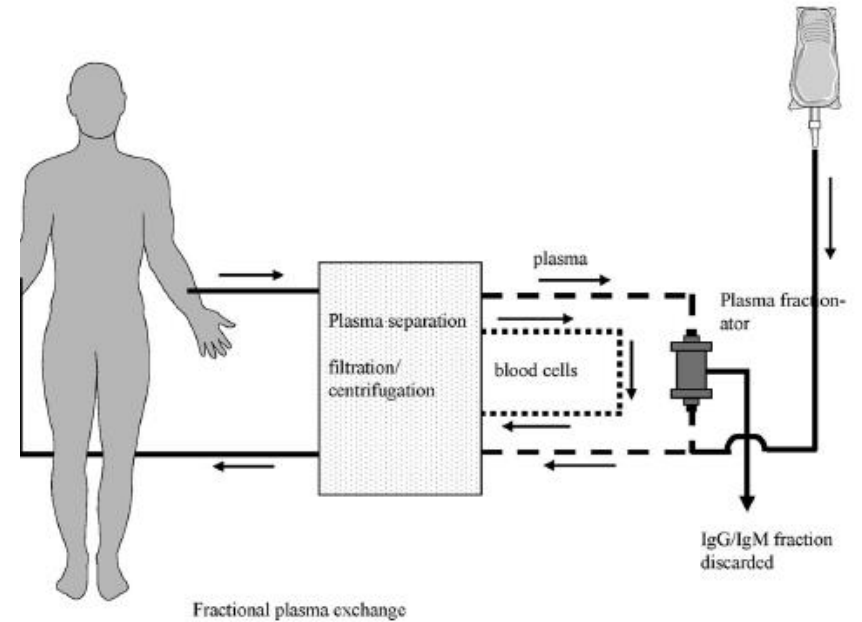 plasma
Plasma fraction-
ator
Plasma separation
filtration/
centrifugation
blood cells
IgG/IgM fraction
discarded
Fractional plasma exchange